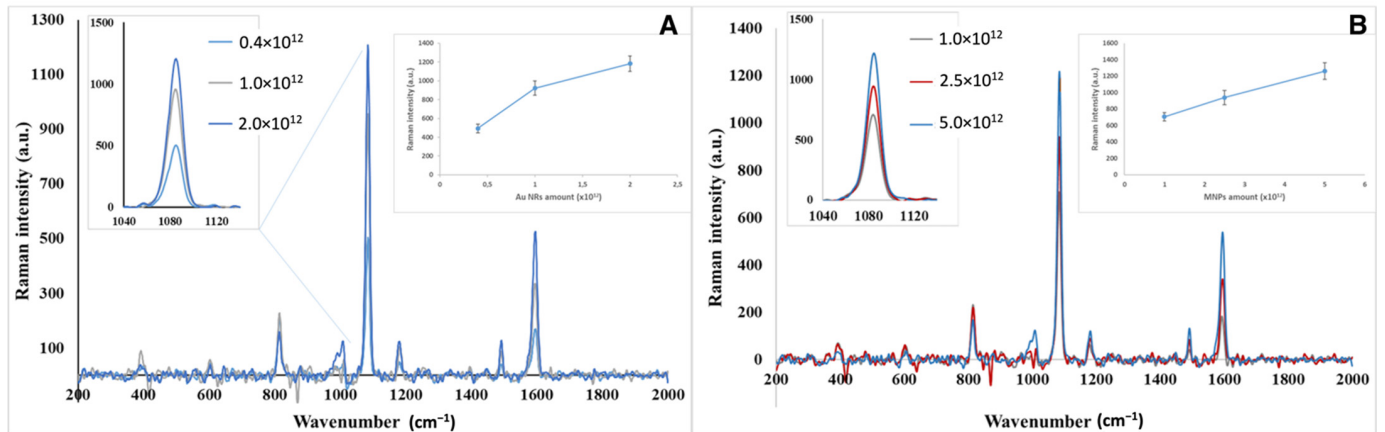 A
1300
1100
900
700
500
300
100
Raman intensity (a.u.)
200 400 600 800 1000 1200 1400 1600 1800 2000
Wavenumber (cm⁻¹)
1500
1000
500
0
1040 1080 1120
0.4×10¹²
1.0×10¹²
2.0×10¹²
1400
1200
1000
800
600
400
200
0
Raman intensity (a.u.)
0 0,5 1 1,5 2 2,5
Au NRs amount (x10¹²)
B
1400
1200
1000
800
600
400
200
0
Raman intensity (a.u.)
200 400 600 800 1000 1200 1400 1600 1800 2000
Wavenumber (cm⁻¹)
1500
1000
500
0
1040 1080 1120
1.0×10¹²
2.5×10¹²
5.0×10¹²
1600
1400
1200
1000
800
600
400
200
0
Raman intensity (a.u.)
0 1 2 3 4 5 6
MNPs amount (x10¹²)